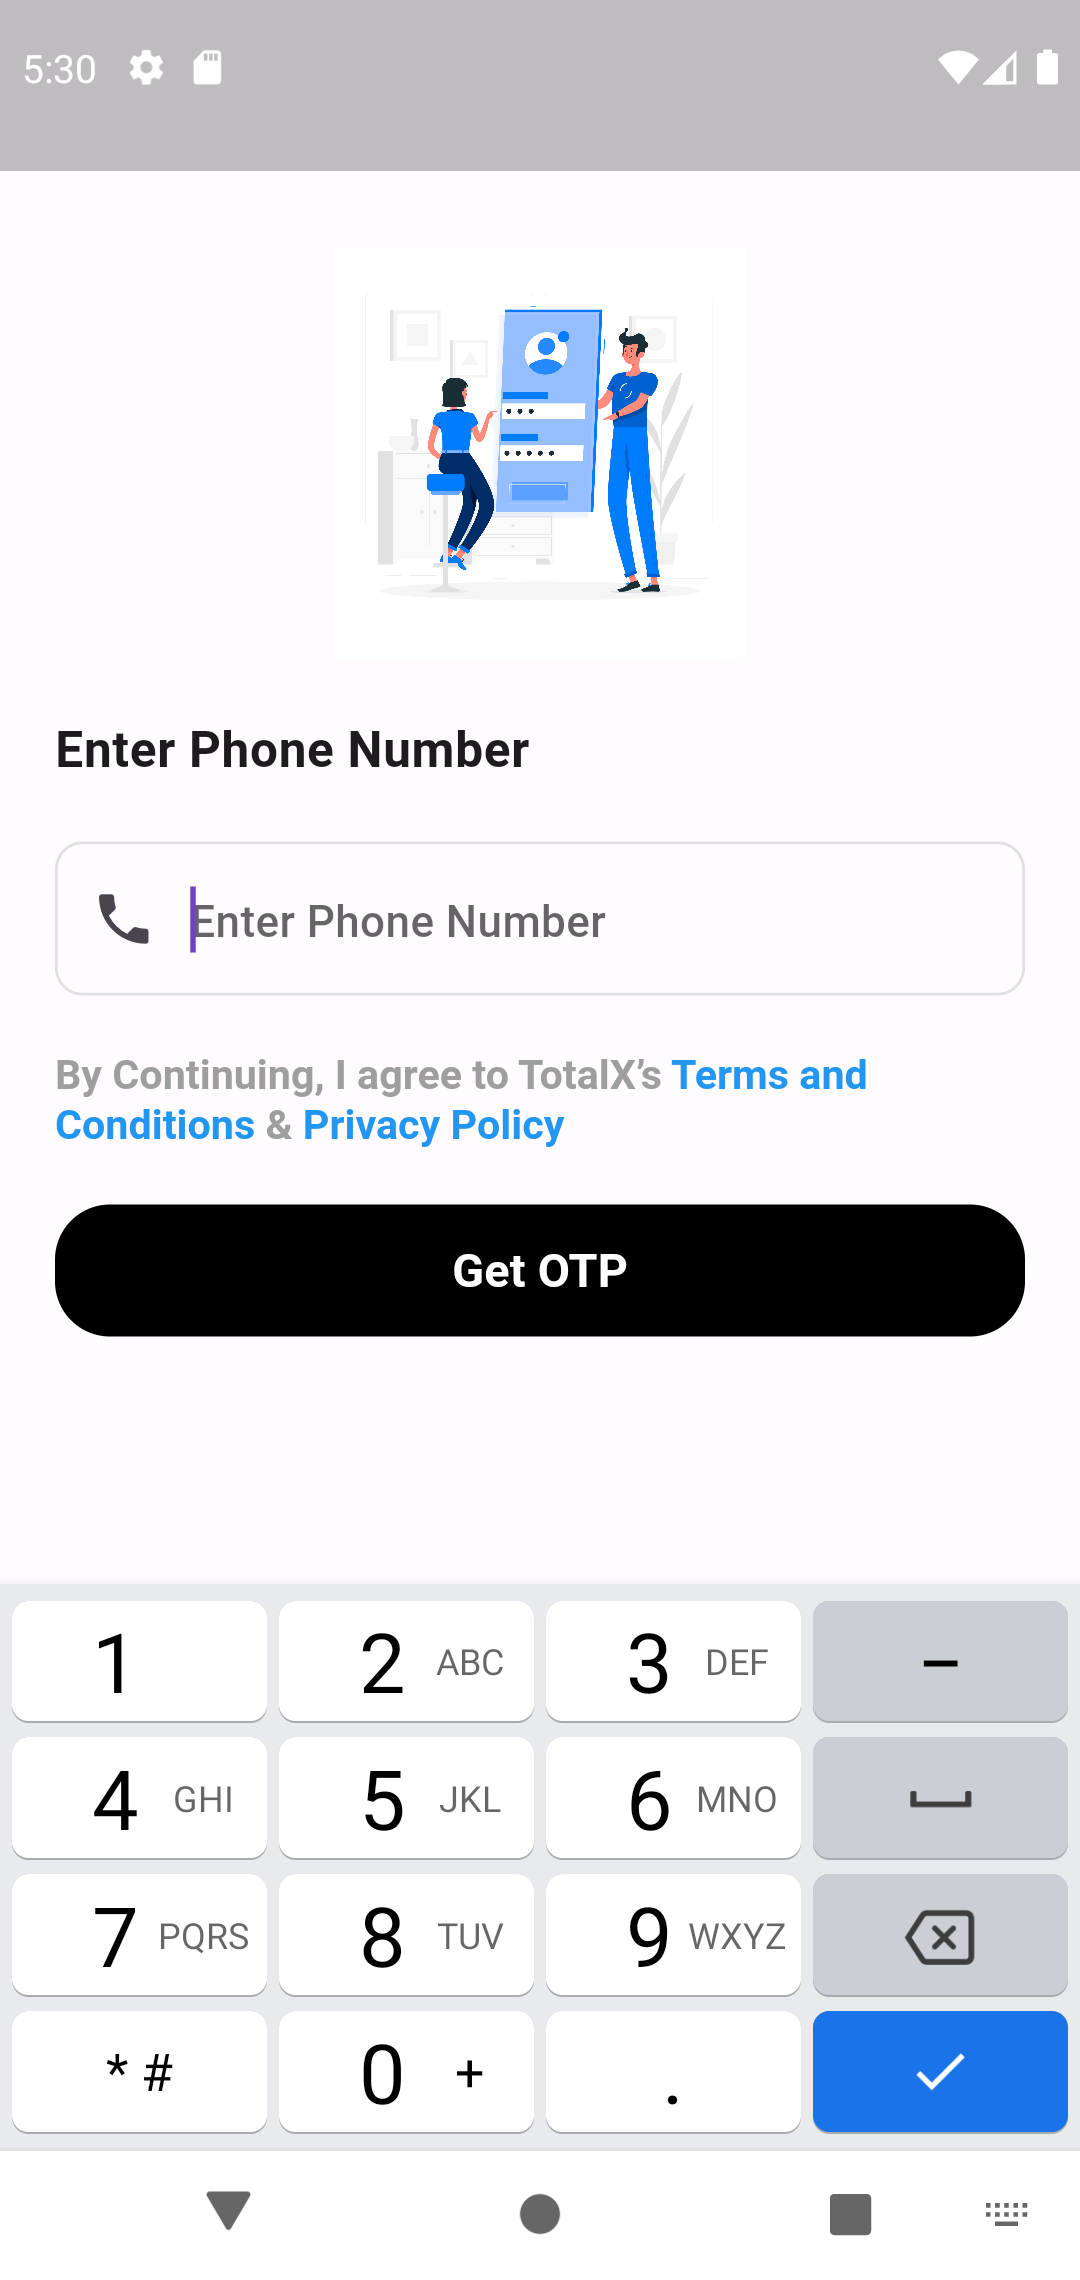 5:30
Enter Phone Number
Enter Phone Number
By Continuing, I agree to TotalX’s Terms and
Conditions & Privacy Policy
Get OTP
1 2 ABC 3 DEF –
4 GHI 5 JKL 6 MNO
7 PQRS 8 TUV 9 WXYZ
* # 0 + .